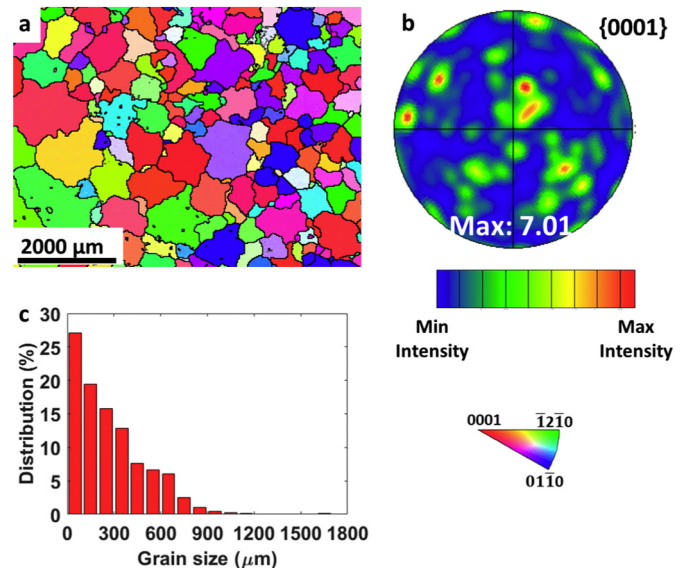 a
2000 µm
b
{0001}
Max: 7.01
Min
Intensity
Max
Intensity
0001
1̅21̅0
011̅0
c
Distribution (%)
30
25
20
15
10
5
0
0 300 600 900 1200 1500 1800
Grain size (µm)